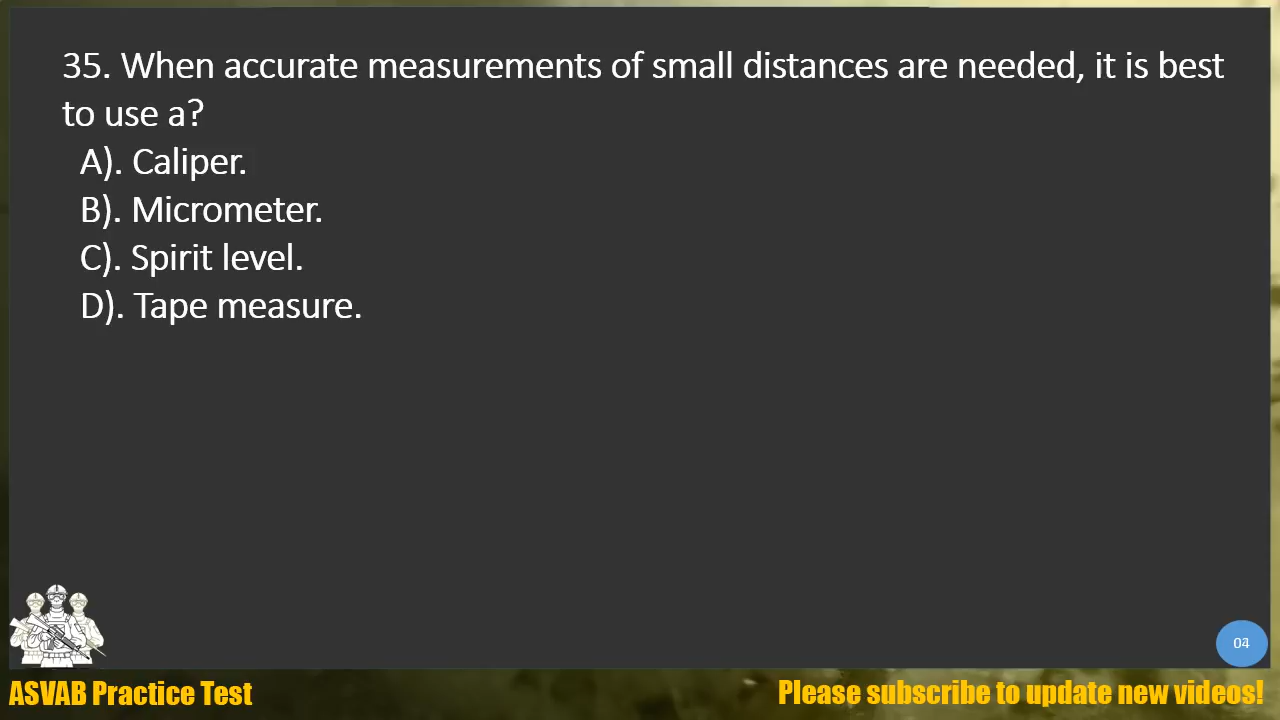 35. When accurate measurements of small distances are needed, it is best
to use a?
A). Caliper.
B). Micrometer.
C). Spirit level.
D). Tape measure.
04
ASVAB Practice Test
Please subscribe to update new videos!